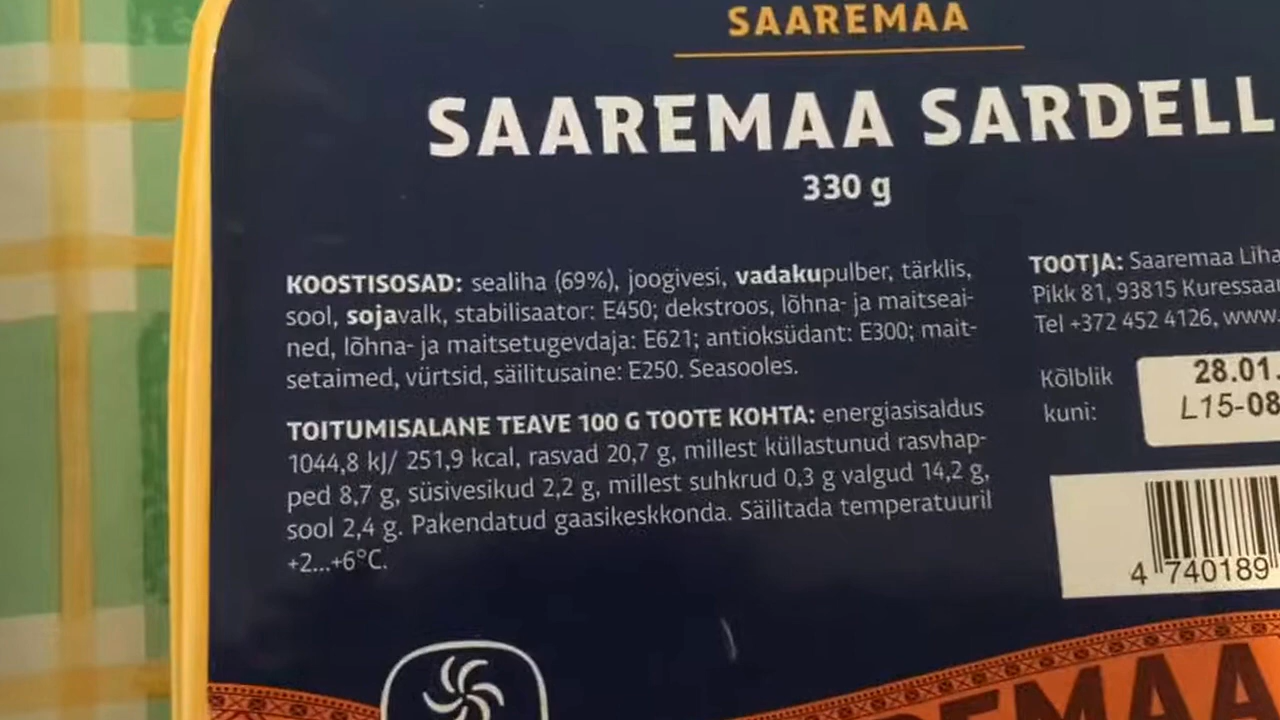 SAAREMAA
SAAREMAA SARDELL
330 g
KOOSTISOSAD: sealiha (69%), joogivesi, vadakupulber, tärklis,
sool, sojavalk, stabilisaator: E450; dekstroos, lõhna- ja maitseai-
ned, lõhna- ja maitsetugevdaja: E621; antioksüdant: E300; mait-
setaimed, vürtsid, säilitusaine: E250. Seasooles.
TOITUMISALANE TEAVE 100 G TOOTE KOHTA: energiasisaldus
1044,8 kJ/ 251,9 kcal, rasvad 20,7 g, millest küllastunud rasvhap-
ped 8,7 g, süsivesikud 2,2 g, millest suhkrud 0,3 g valgud 14,2 g,
sool 2,4 g. Pakendatud gaasikeskkonda. Säilitada temperatuuril
+2...+6°C.
TOOTJA: Saaremaa Liha
Pikk 81, 93815 Kuressaar
Tel +372 452 4126, www.
Kõlblik
kuni:
28.01.
L15-08
4 740189
EMAA